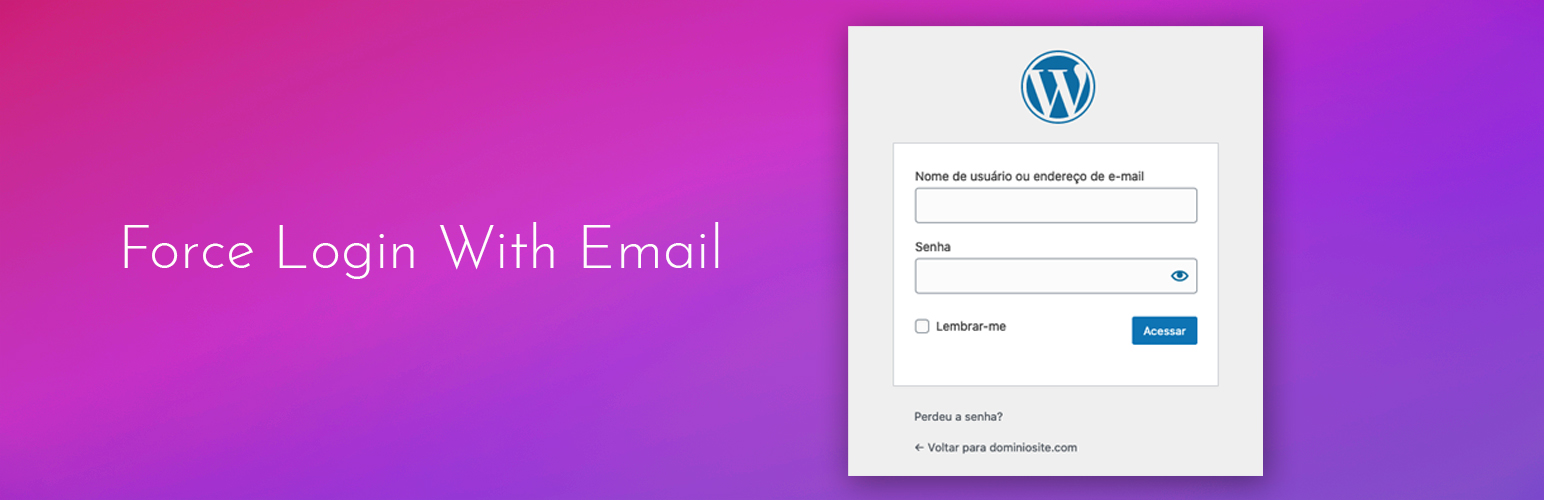 Force Login With Email
W
Nome de usuário ou endereço de e-mail
Senha
Lembrar-me
Acessar
Perdeu a senha?
← Voltar para dominiosite.com